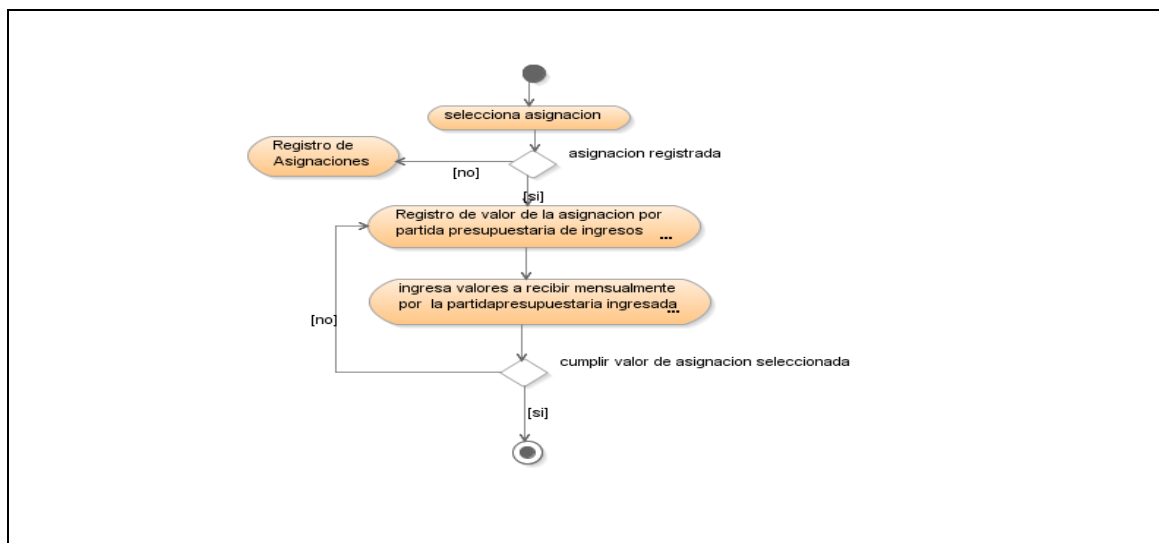 selecciona asignacion
asignacion registrada
Registro de
Asignaciones
[no]
[si]
Registro de valor de la asignacion por
partida presupuestaria de ingresos ...
ingresa valores a recibir mensualmente
por la partidapresupuestaria ingresada ...
[no]
cumplir valor de asignacion seleccionada
[si]